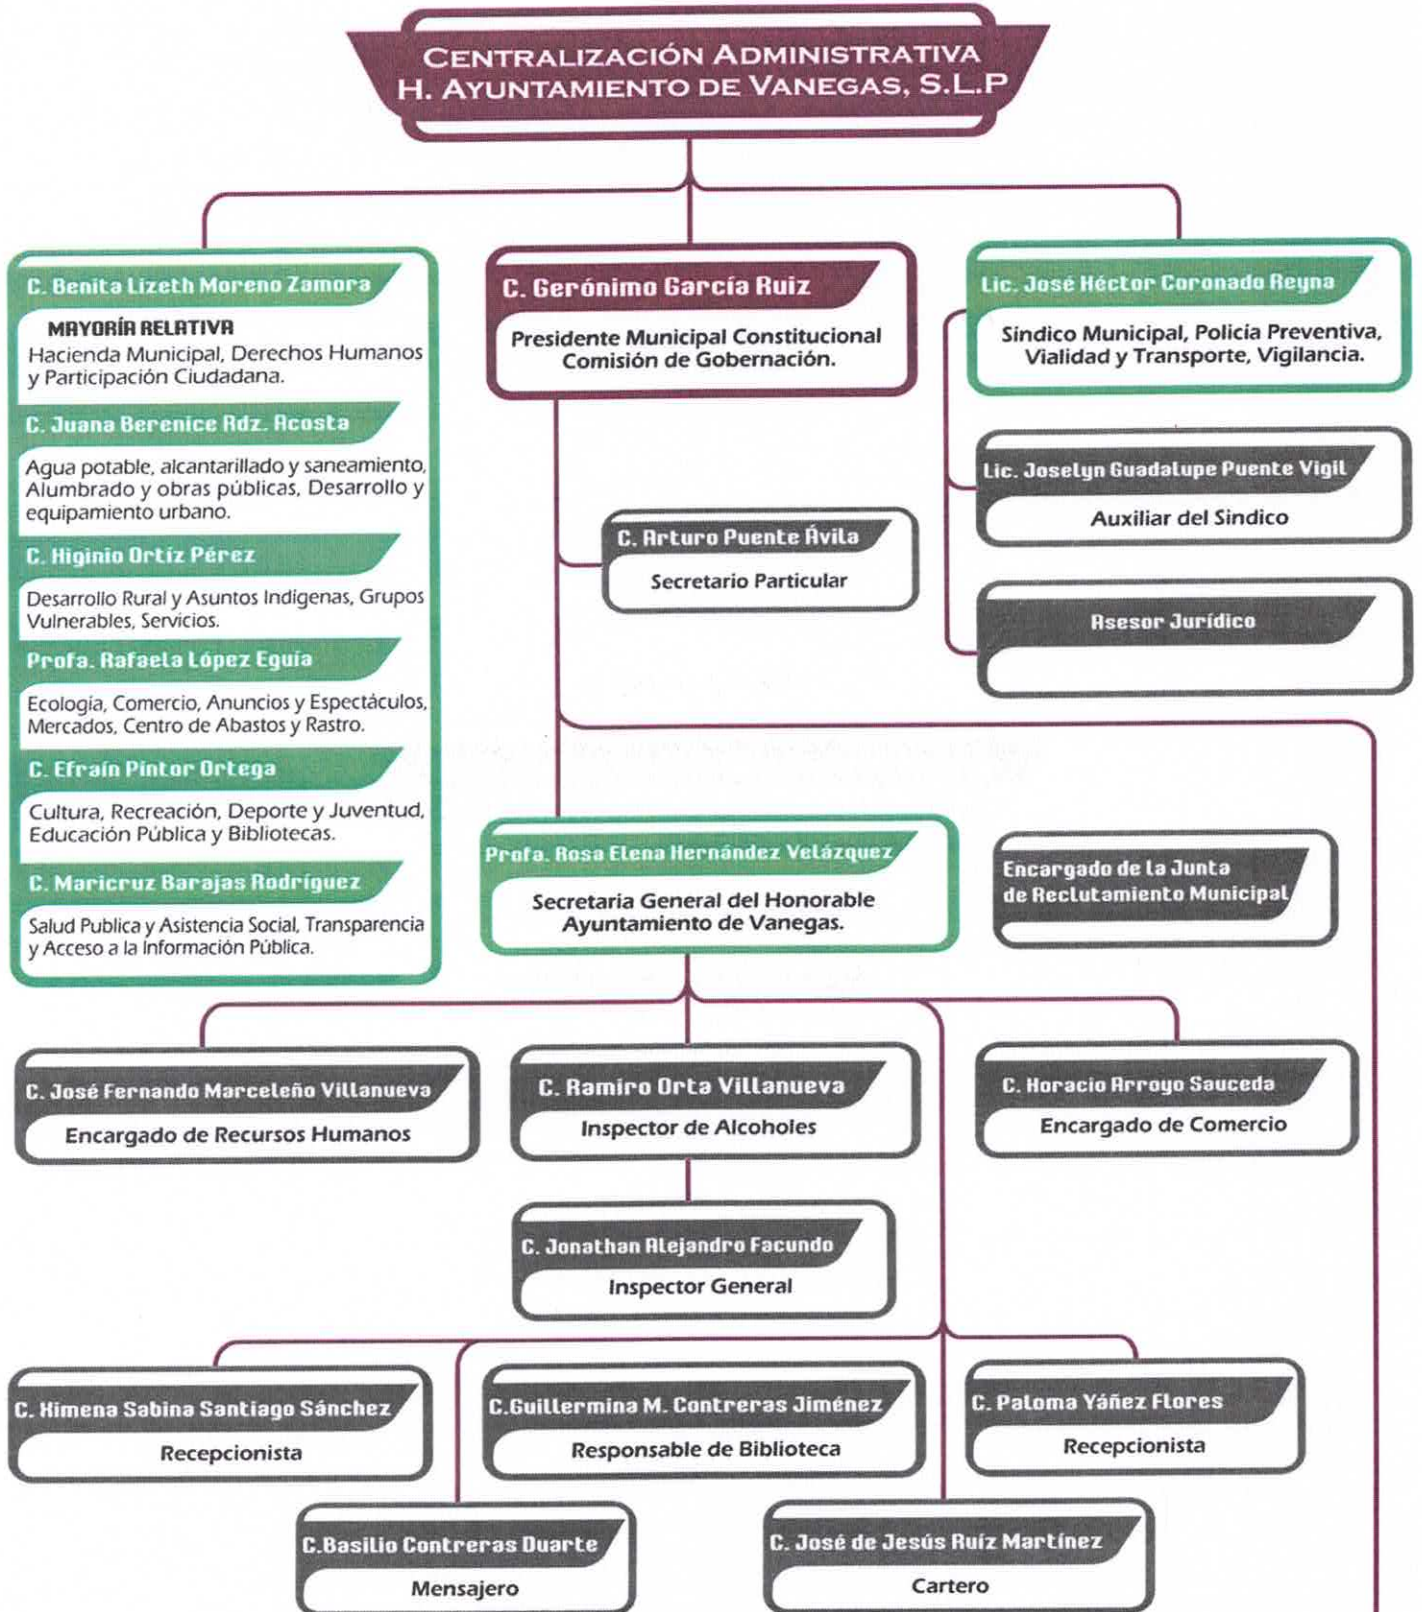 CENTRALIZACIÓN ADMINISTRATIVA
H. AYUNTAMIENTO DE VANEGAS, S.L.P
C. Benita Lizeth Moreno Zamora
MAYORÍA RELATIVA
Hacienda Municipal, Derechos Humanos
y Participación Ciudadana.
C. Juana Berenice Rdz. Acosta
Agua potable, alcantarillado y saneamiento,
Alumbrado y obras públicas, Desarrollo y
equipamiento urbano.
C. Higinio Ortíz Pérez
Desarrollo Rural y Asuntos Indigenas, Grupos
Vulnerables, Servicios.
Profa. Rafaela López Eguía
Ecología, Comercio, Anuncios y Espectáculos,
Mercados, Centro de Abastos y Rastro.
C. Efraín Pintor Ortega
Cultura, Recreación, Deporte y Juventud,
Educación Pública y Bibliotecas.
C. Maricruz Barajas Rodríguez
Salud Publica y Asistencia Social, Transparencia
y Acceso a la Información Pública.
C. Gerónimo García Ruiz
Presidente Municipal Constitucional
Comisión de Gobernación.
Lic. José Héctor Coronado Reyna
Sindico Municipal, Policía Preventiva,
Vialidad y Transporte, Vigilancia.
Lic. Joselyn Guadalupe Puente Vigil
Auxiliar del Sindico
Asesor Jurídico
C. Arturo Puente Ávila
Secretario Particular
Profa. Rosa Elena Hernández Velázquez
Secretaria General del Honorable
Ayuntamiento de Vanegas.
Encargado de la Junta
de Reclutamiento Municipal
C. José Fernando Marceleño Villanueva
Encargado de Recursos Humanos
C. Ramiro Orta Villanueva
Inspector de Alcoholes
C. Horacio Arroyo Sauceda
Encargado de Comercio
C. Jonathan Alejandro Facundo
Inspector General
C. Ximena Sabina Santiago Sánchez
Recepcionista
C.Guillermina M. Contreras Jiménez
Responsable de Biblioteca
C. Paloma Yáñez Flores
Recepcionista
C.Basilio Contreras Duarte
Mensajero
C. José de Jesús Ruíz Martínez
Cartero